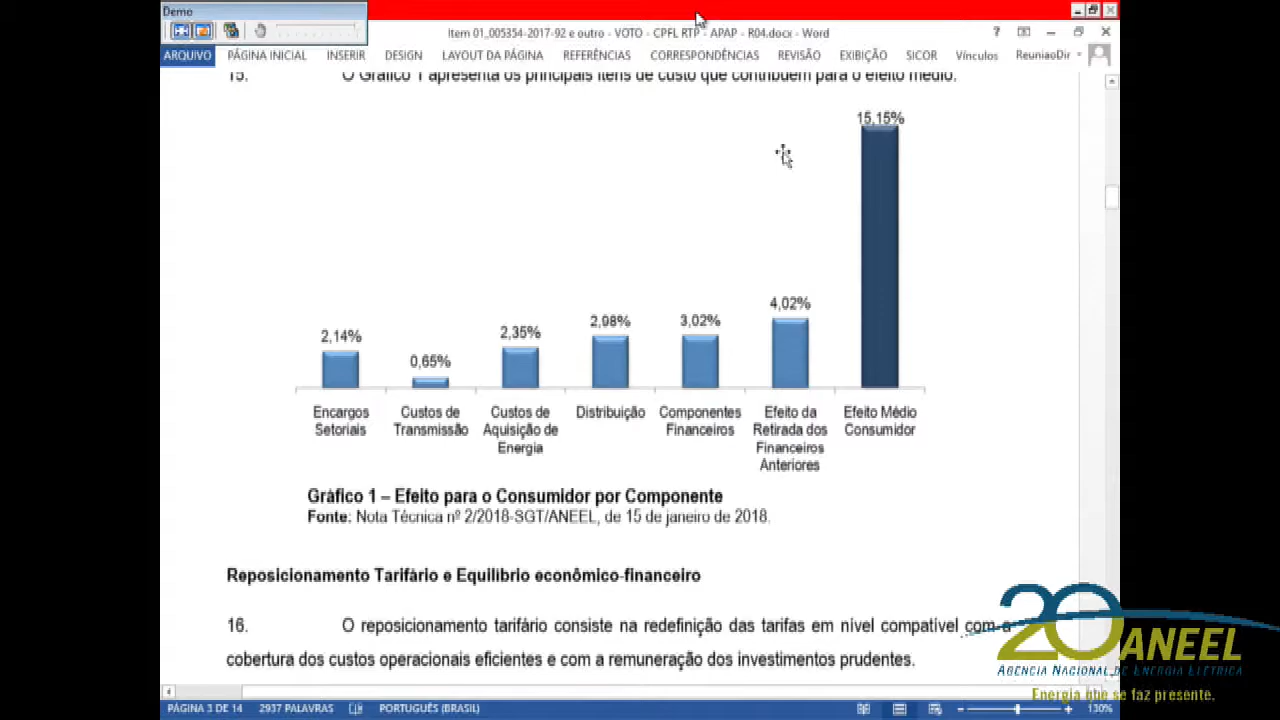 Demo
Item 01_005354-2017-92 e outro - VOTO - CPFL RTP - APAP - R04.docx - Word
ARQUIVO PÁGINA INICIAL INSERIR DESIGN LAYOUT DA PÁGINA REFERÊNCIAS CORRESPONDÊNCIAS REVISÃO EXIBIÇÃO SICOR Vínculos ReuniaoDir
15. O Gráfico 1 apresenta os principais itens de custo que contribuem para o efeito médio.
15,15%
4,02%
3,02%
2,98%
2,35%
2,14%
0,65%
Encargos Setoriais
Custos de Transmissão
Custos de Aquisição de Energia
Distribuição
Componentes Financeiros
Efeito da Retirada dos Financeiros Anteriores
Efeito Médio Consumidor
Gráfico 1 – Efeito para o Consumidor por Componente
Fonte: Nota Técnica nº 2/2018-SGT/ANEEL, de 15 de janeiro de 2018.
Reposicionamento Tarifário e Equilíbrio econômico-financeiro
16. O reposicionamento tarifário consiste na redefinição das tarifas em nível compatível com a
cobertura dos custos operacionais eficientes e com a remuneração dos investimentos prudentes.
20 ANEEL
AGÊNCIA NACIONAL DE ENERGIA ELÉTRICA
Energia que se faz presente.
PÁGINA 3 DE 14 2937 PALAVRAS PORTUGUÊS (BRASIL) 130%